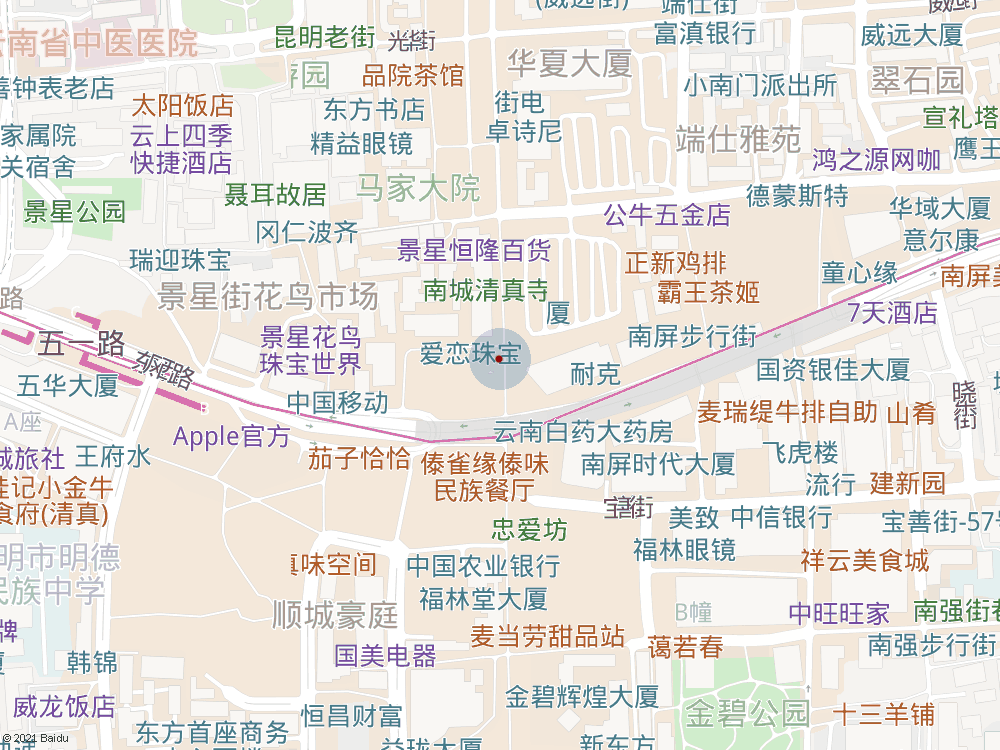 (威远街)
端仕街
云南省中医医院
昆明老街
光华街
富滇银行
威远大厦
华夏大厦
品院茶馆
小南门派出所
翠石园
善钟表老店
太阳饭店
东方书店
街电
卓诗尼
宣礼塔
家属院
云上四季
快捷酒店
精益眼镜
端仕雅苑
鹰王
关宿舍
鸿之源网咖
聂耳故居
马家大院
德蒙斯特
景星公园
公牛五金店
华域大厦
冈仁波齐
景星恒隆百货
意尔康
瑞迎珠宝
正新鸡排
童心缘
南屏美
南城清真寺
霸王茶姬
景星街花鸟市场
路
厦
7天酒店
五一路
景星花鸟
珠宝世界
南屏步行街
东风西路
爱恋珠宝
耐克
国资银佳大厦
五华大厦
中国移动
晓东街
A座
麦瑞缇牛排自助
山肴
Apple官方
云南白药大药房
城旅社
王府水
茄子恰恰
傣雀缘傣味
民族餐厅
南屏时代大厦
飞虎楼
桂记小金牛
食府(清真)
流行
建新园
宝善街
忠爱坊
美致
中信银行
宝善街-57号
福林眼镜
明市明德
民族中学
真味空间
中国农业银行
祥云美食城
福林堂大厦
顺城豪庭
B幢
中旺旺家
南强街巷
牌
麦当劳甜品站
蔼若春
南强步行街
韩锦
国美电器
厦
威龙饭店
金碧辉煌大厦
金碧公园
十三羊铺
恒昌财富
东方首座商务
益珑大厦
新东方
© 2021 Baidu